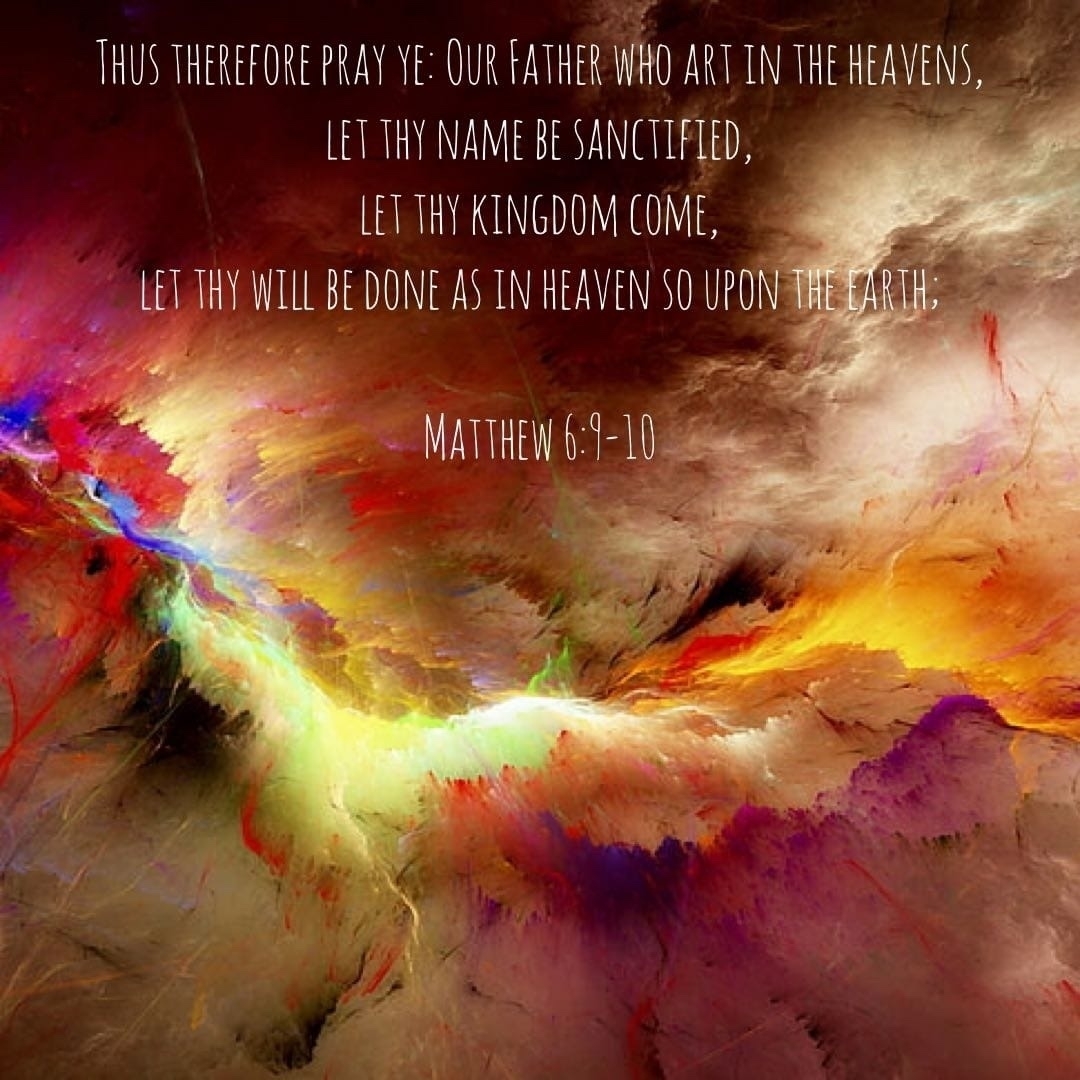 Thus therefore pray ye: Our Father who art in the heavens,
let thy name be sanctified,
let thy kingdom come,
let thy will be done as in heaven so upon the earth;
Matthew 6:9-10